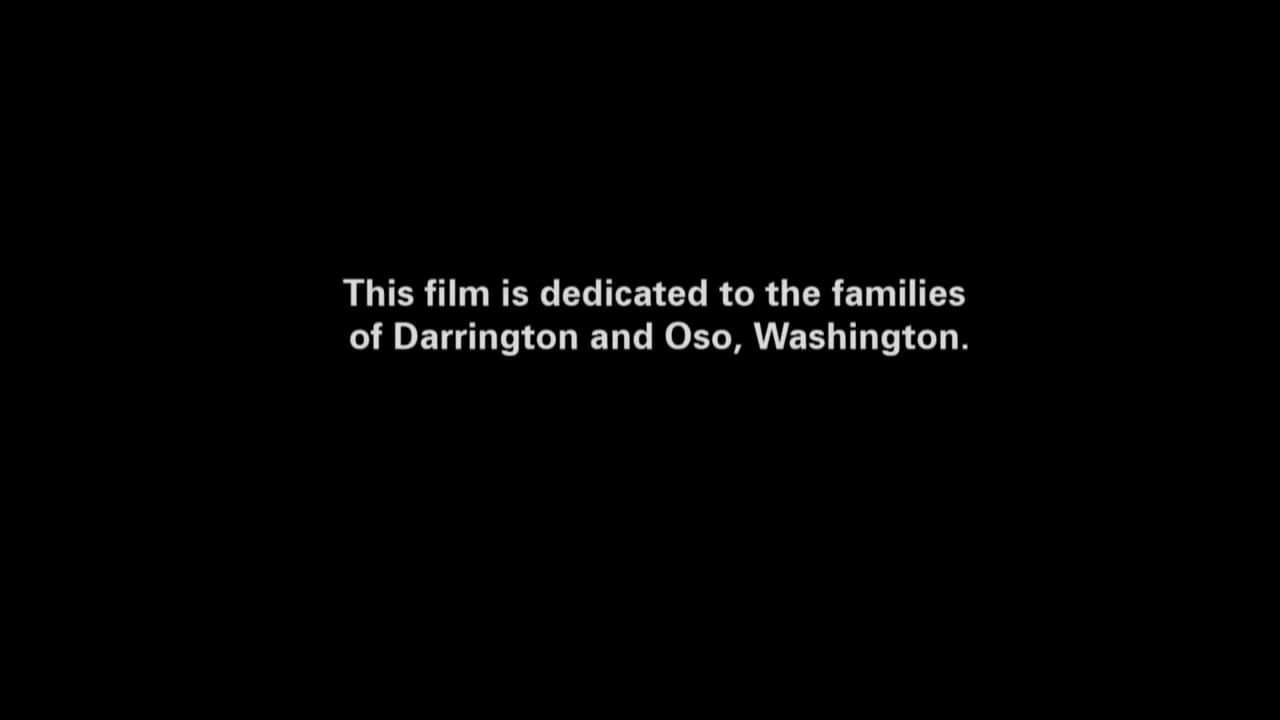 This film is dedicated to the families
of Darrington and Oso, Washington.